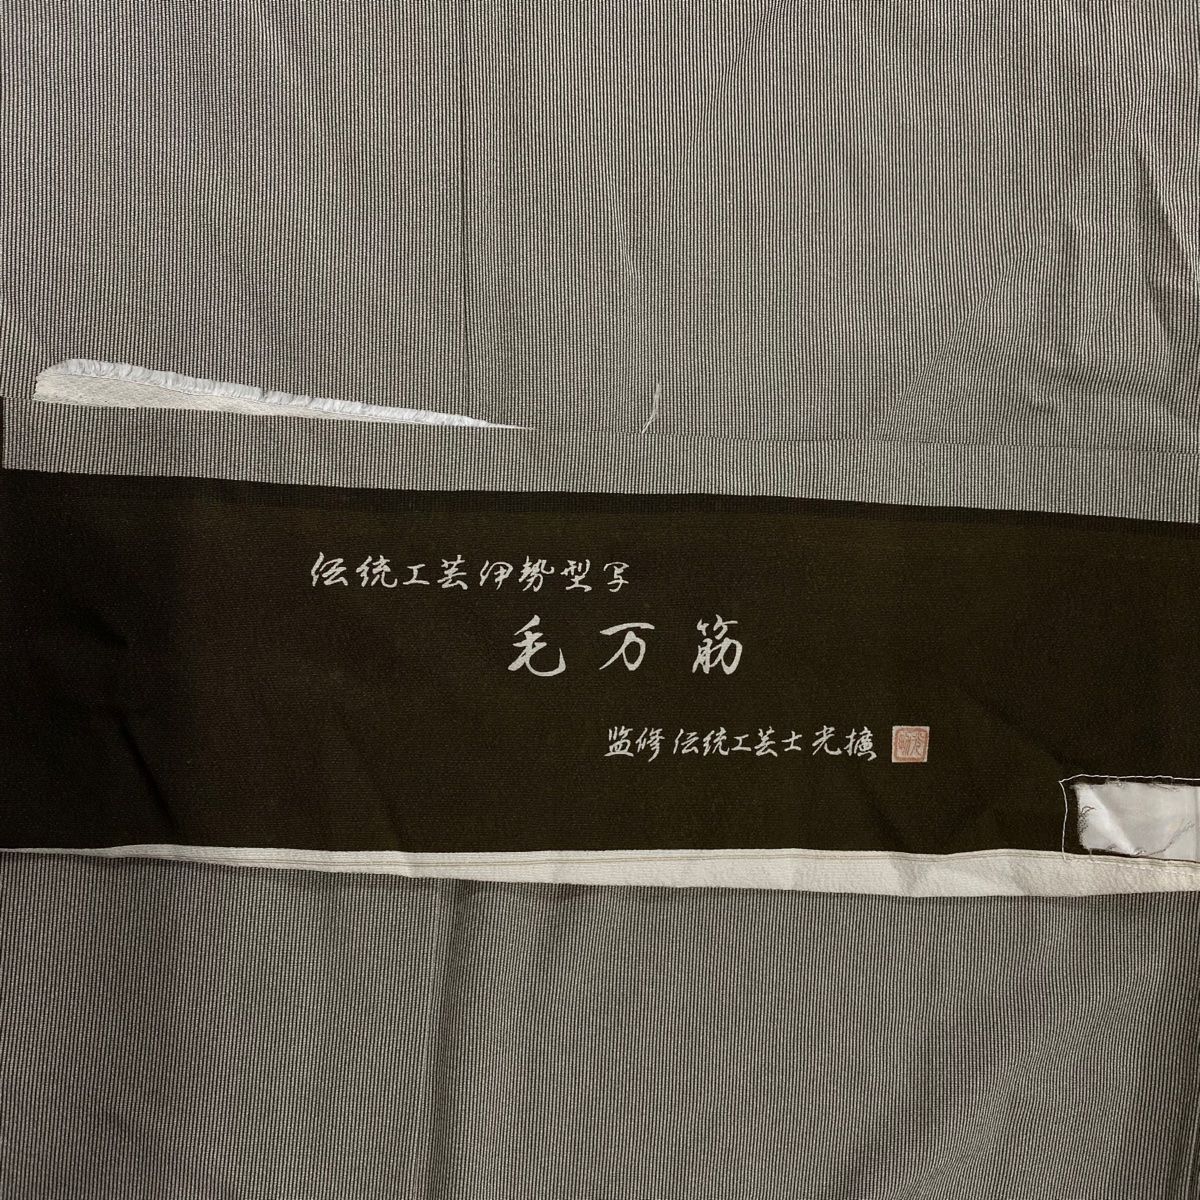 伝統工芸伊勢型写
毛万筋
監修 伝統工芸士 光擴